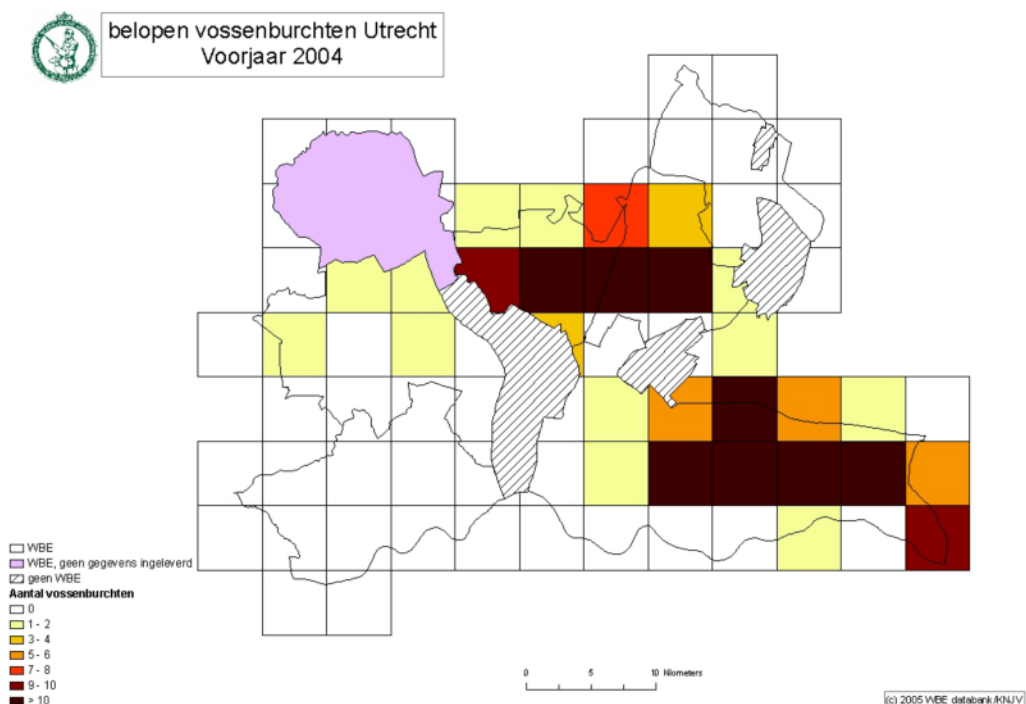 belopen vossenburchten Utrecht
Voorjaar 2004
WBE
WBE, geen gegevens ingeleverd
geen WBE
Aantal vossenburchten
0
1 - 2
3 - 4
5 - 6
7 - 8
9 - 10
> 10
0 5 10 Kilometers
(c) 2005 WBE databank/KNJV